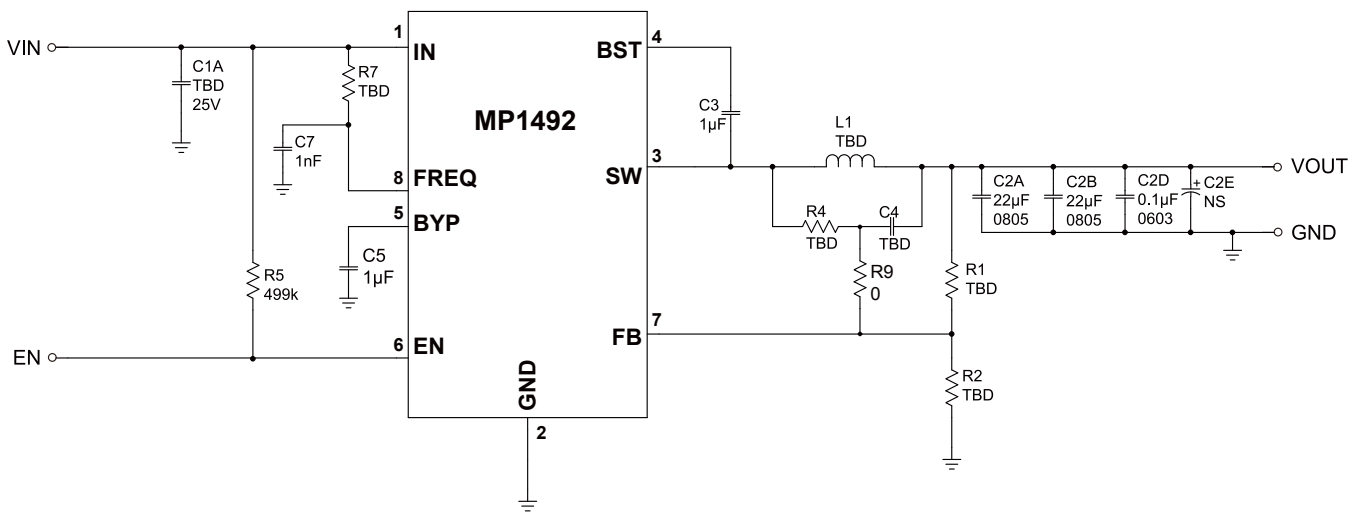 VIN
C1A
TBD
25V
R7
TBD
C7
1nF
R5
499k
C5
1µF
EN
1
IN
8
FREQ
5
BYP
6
EN
MP1492
GND
2
4
BST
3
SW
7
FB
C3
1µF
L1
TBD
R4
TBD
C4
TBD
R9
0
R1
TBD
R2
TBD
C2A
22µF
0805
C2B
22µF
0805
C2D
0.1µF
0603
+
C2E
NS
VOUT
GND